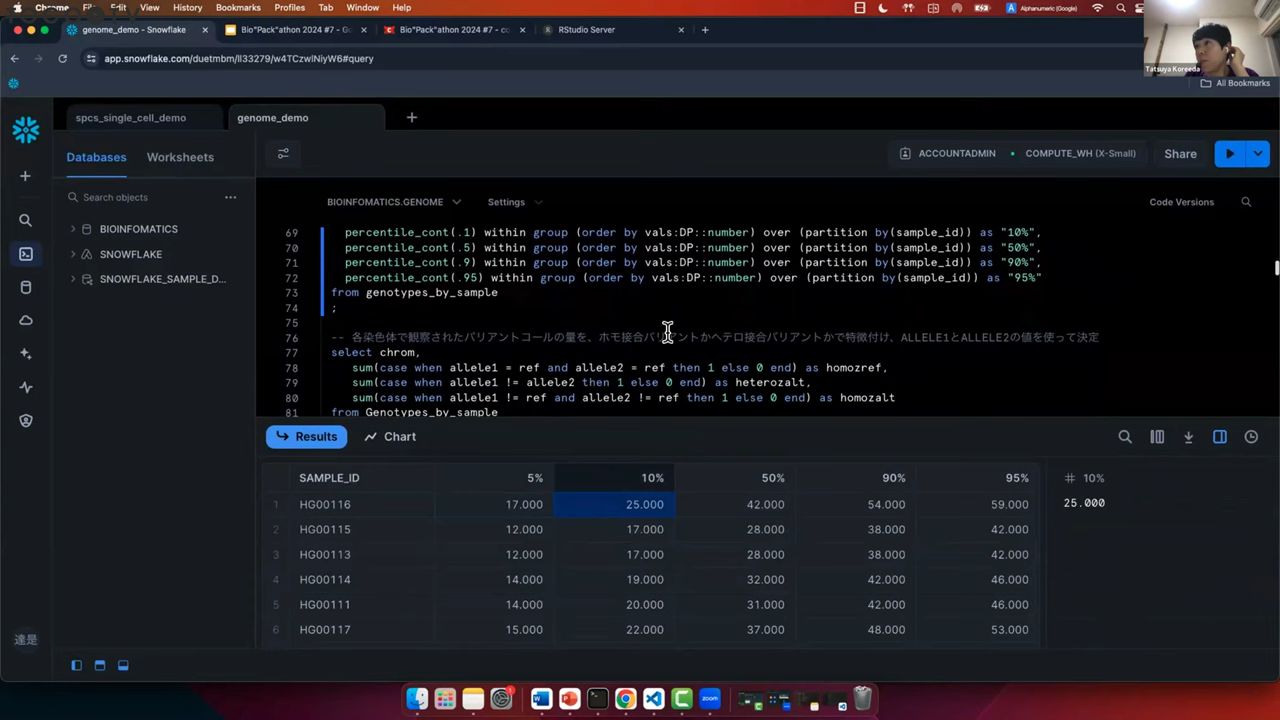 Chrome File Edit View History Bookmarks Profiles Tab Window Help
Alphanumeric (Google)
genome_demo - Snowflake
Bio"Pack"athon 2024 #7 - G
Bio"Pack"athon 2024 #7 - co
RStudio Server
app.snowflake.com/duetmbm/ll33279/w4TCzwlNiyW6#query
Tatsuya Koreeda
All Bookmarks
spcs_single_cell_demo
genome_demo
Databases
Worksheets
ACCOUNTADMIN
COMPUTE_WH (X-Small)
Share
Search objects
BIOINFOMATICS
SNOWFLAKE
SNOWFLAKE_SAMPLE_D...
BIOINFOMATICS.GENOME
Settings
Code Versions
69 percentile_cont(.1) within group (order by vals:DP::number) over (partition by(sample_id)) as "10%",
70 percentile_cont(.5) within group (order by vals:DP::number) over (partition by(sample_id)) as "50%",
71 percentile_cont(.9) within group (order by vals:DP::number) over (partition by(sample_id)) as "90%",
72 percentile_cont(.95) within group (order by vals:DP::number) over (partition by(sample_id)) as "95%"
73 from genotypes_by_sample
74 ;
75
76 -- 各染色体で観察されたバリアントコールの量を、ホモ接合バリアントかヘテロ接合バリアントかで特徴付け、ALLELE1とALLELE2の値を使って決定
77 select chrom,
78 sum(case when allele1 = ref and allele2 = ref then 1 else 0 end) as homozref,
79 sum(case when allele1 != allele2 then 1 else 0 end) as heterozalt,
80 sum(case when allele1 != ref and allele2 != ref then 1 else 0 end) as homozalt
81 from Genotypes_by_sample
Results
Chart
SAMPLE_ID 5% 10% 50% 90% 95%
1 HG00116 17.000 25.000 42.000 54.000 59.000
2 HG00115 12.000 17.000 28.000 38.000 42.000
3 HG00113 12.000 17.000 28.000 38.000 42.000
4 HG00114 14.000 19.000 32.000 42.000 46.000
5 HG00111 14.000 20.000 31.000 42.000 46.000
6 HG00117 15.000 22.000 37.000 48.000 53.000
# 10%
25.000
達是
1
zoom